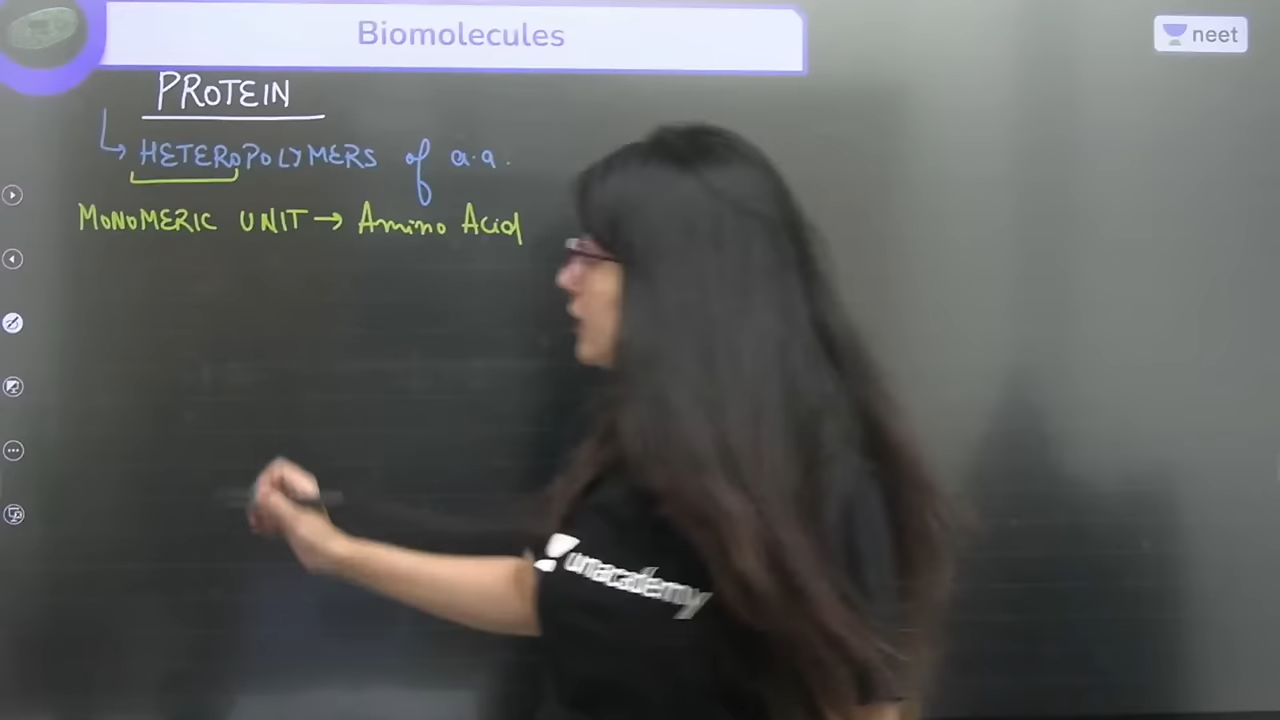 Biomolecules
neet
PROTEIN
HETEROPOLYMERS of a.a.
MONOMERIC UNIT → Amino Acid
unacademy